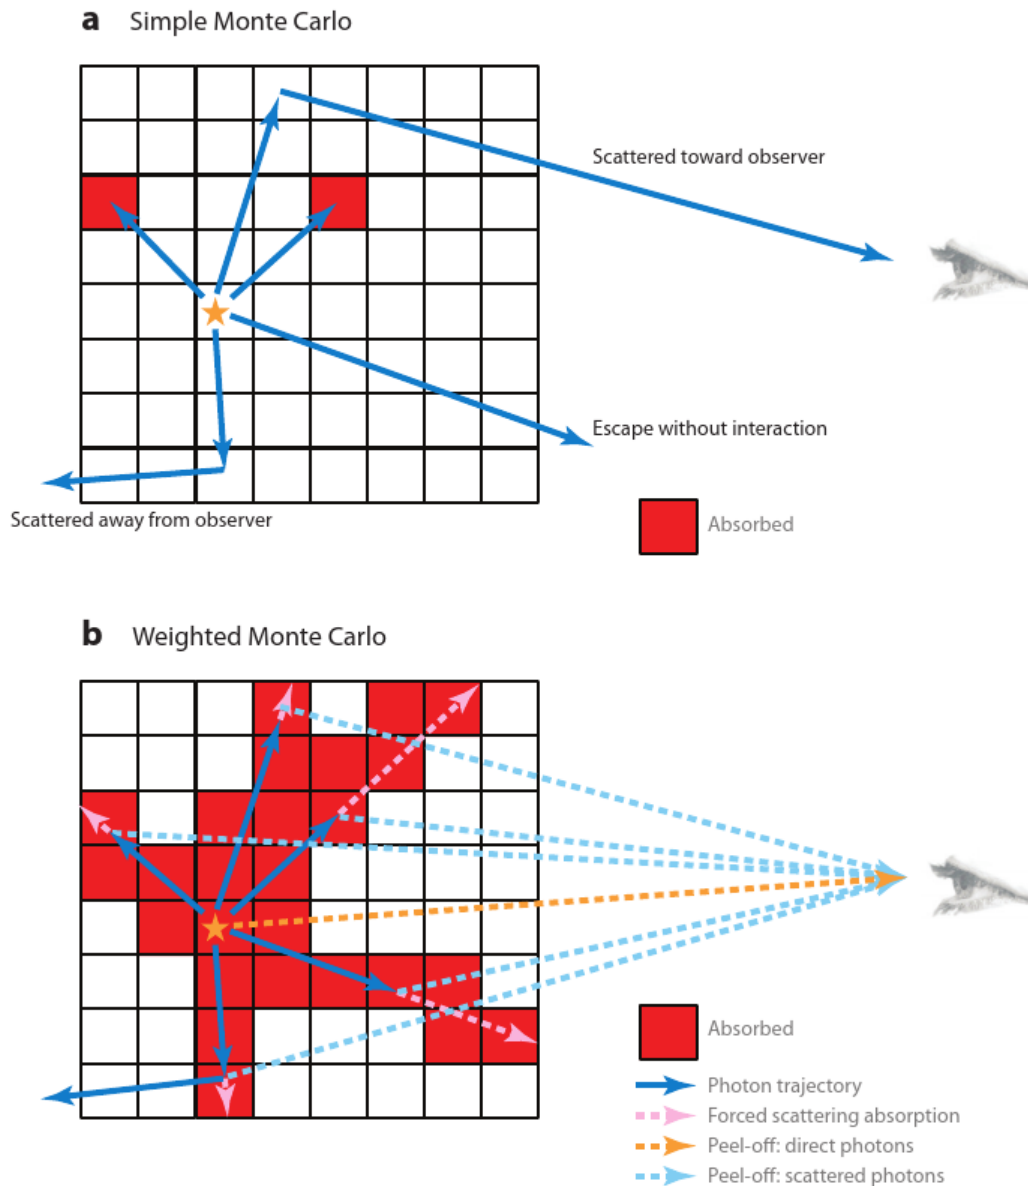 a Simple Monte Carlo
Scattered toward observer
Escape without interaction
Scattered away from observer
Absorbed
b Weighted Monte Carlo
Absorbed
Photon trajectory
Forced scattering absorption
Peel-off: direct photons
Peel-off: scattered photons